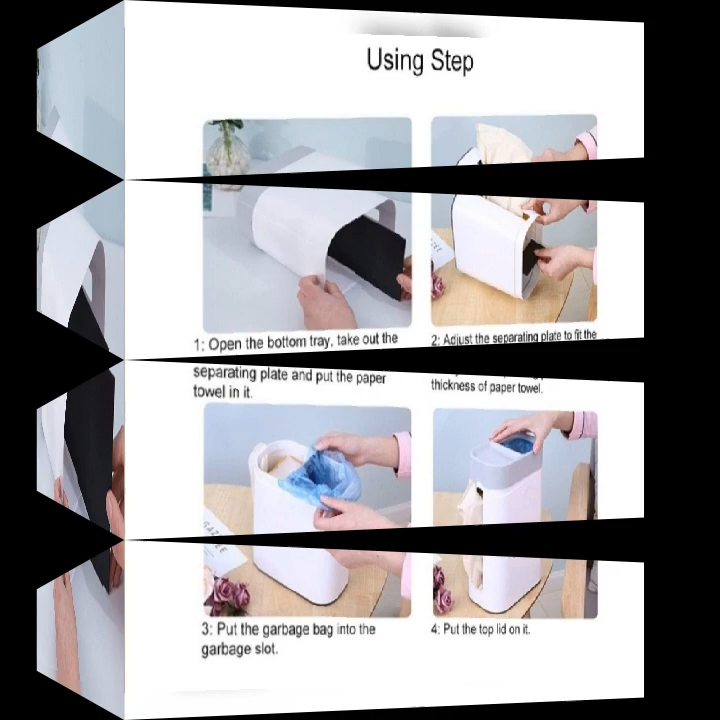 Using Step
1: Open the bottom tray, take out the
separating plate and put the paper
towel in it.
2: Adjust the separating plate to fit the
thickness of paper towel.
3: Put the garbage bag into the
garbage slot.
4: Put the top lid on it.